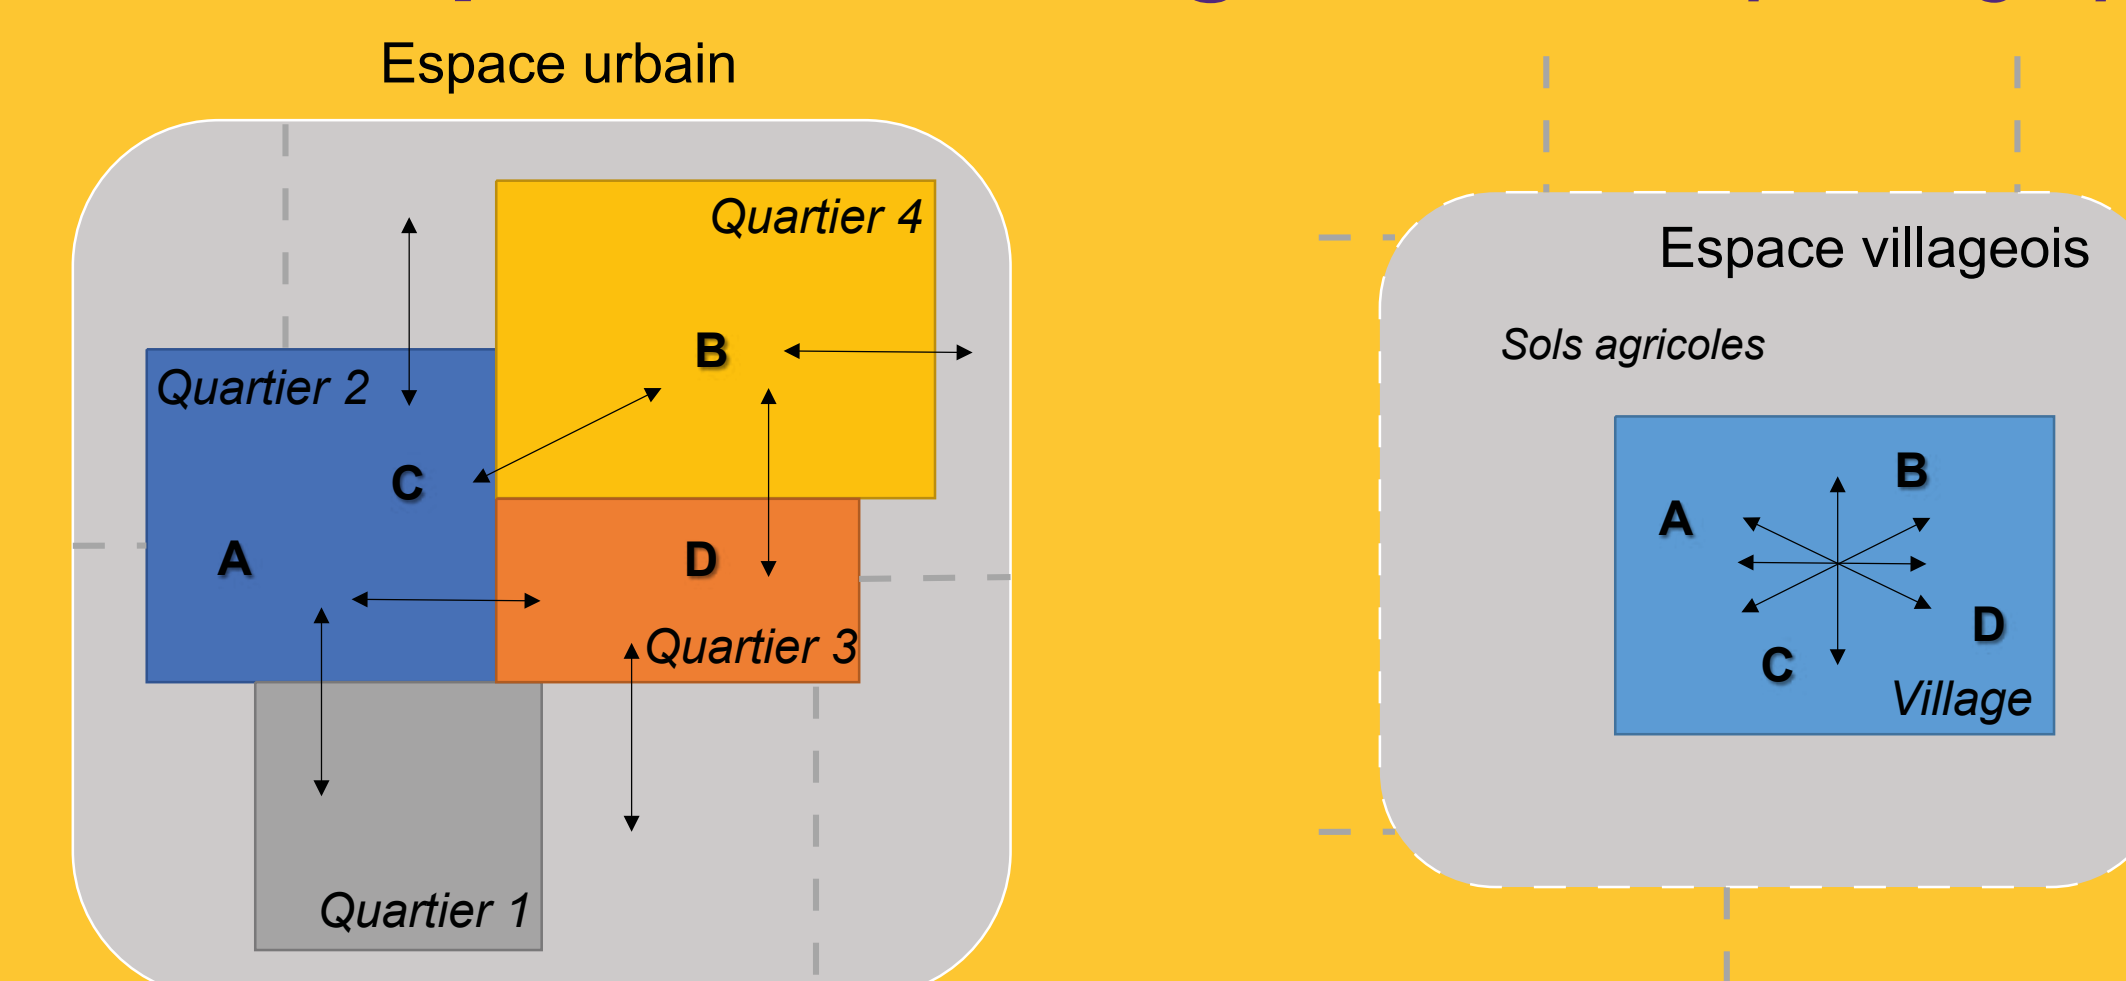 Espace urbain
Quartier 4
B
Quartier 2
C
A
D
Quartier 3
Quartier 1
Espace villageois
Sols agricoles
B
A
D
C
Village